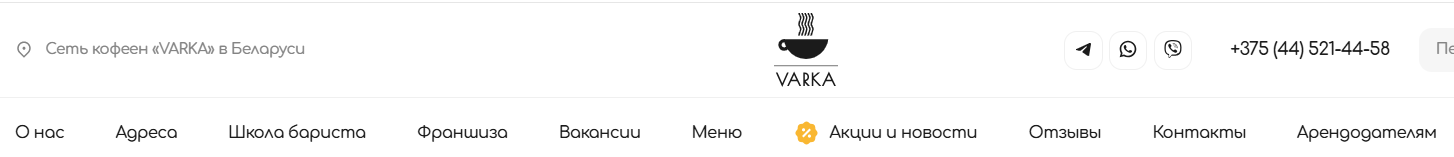 Сеть кофеен «VARKA» в Беларуси
VARKA
+375 (44) 521-44-58
О нас Адреса Школа бариста Франшиза Вакансии Меню Акции и новости Отзывы Контакты Арендодателям